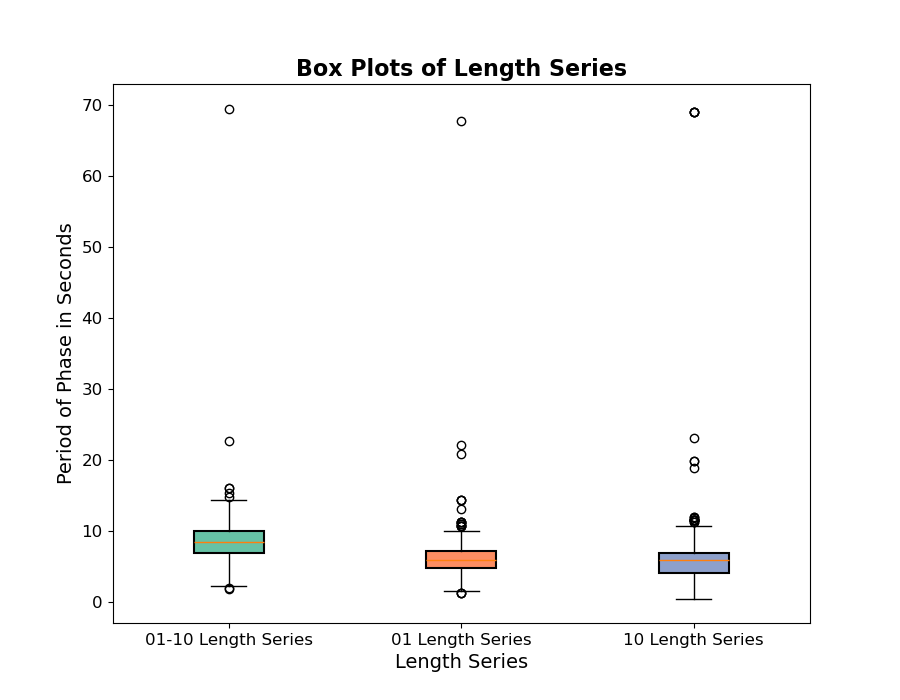 Box Plots of Length Series
Period of Phase in Seconds
70
60
50
40
30
20
10
0
01-10 Length Series
01 Length Series
10 Length Series
Length Series